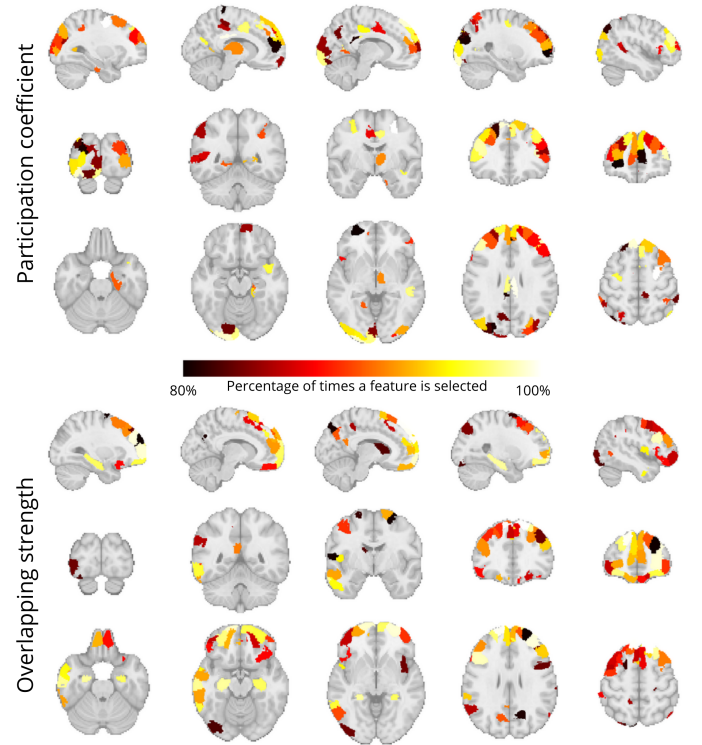 Participation coefficient
80%
Percentage of times a feature is selected
100%
Overlapping strength